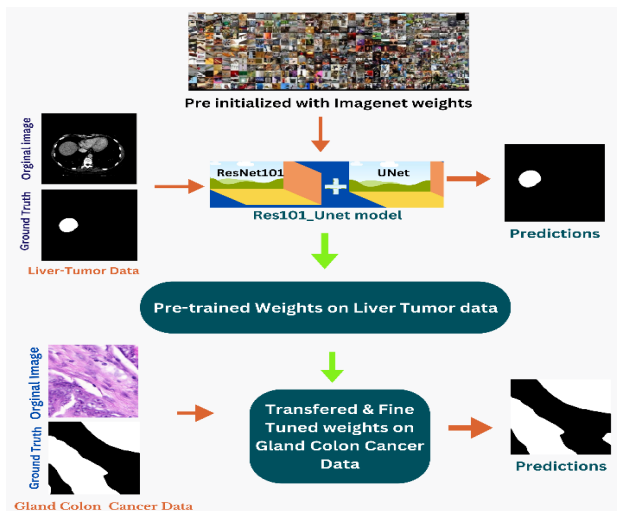 Pre initialized with Imagenet weights
Orginal image
Ground Truth
Liver-Tumor Data
ResNet101
UNet
Res101_Unet model
Predictions
Pre-trained Weights on Liver Tumor data
Orginal Image
Ground Truth
Gland Colon Cancer Data
Transfered & Fine
Tuned weights on
Gland Colon Cancer
Data
Predictions